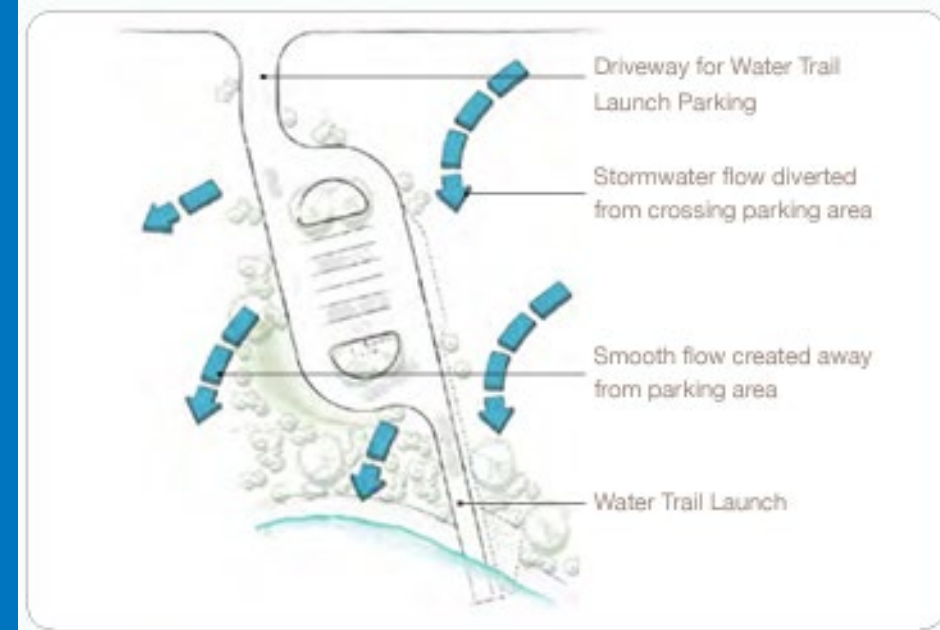 Driveway for Water Trail
Launch Parking
Stormwater flow diverted
from crossing parking area
Smooth flow created away
from parking area
Water Trail Launch